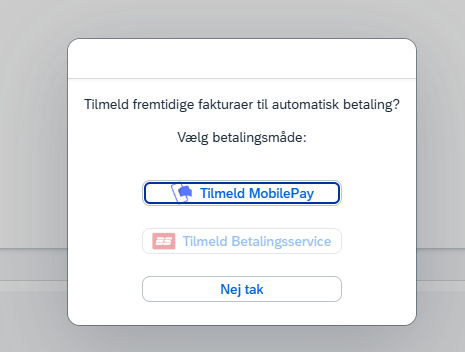 Tilmeld fremtidige fakturaer til automatisk betaling?
Vælg betalingsmåde:
Tilmeld MobilePay
Tilmeld Betalingsservice
Nej tak